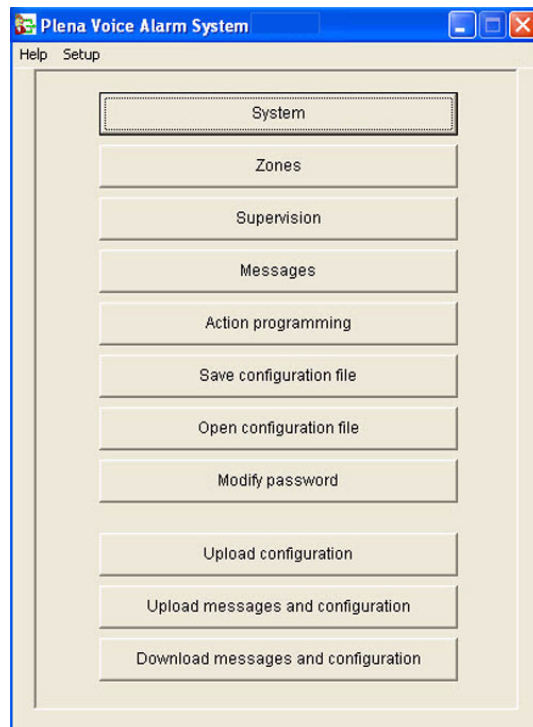 Plena Voice Alarm System
Help Setup
System
Zones
Supervision
Messages
Action programming
Save configuration file
Open configuration file
Modify password
Upload configuration
Upload messages and configuration
Download messages and configuration